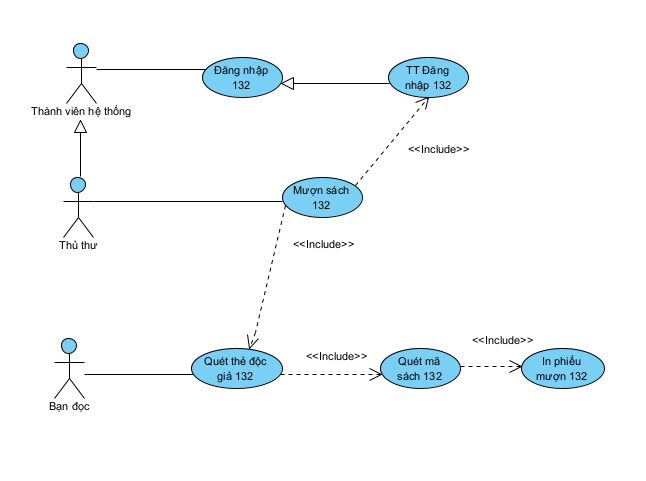 Đăng nhập
132
TT Đăng
nhập 132
Thành viên hệ thống
<<Include>>
Mượn sách
132
Thủ thư
<<Include>>
<<Include>>
<<Include>>
Quét thẻ độc
giả 132
Quét mã
sách 132
In phiếu
mượn 132
Bạn đọc